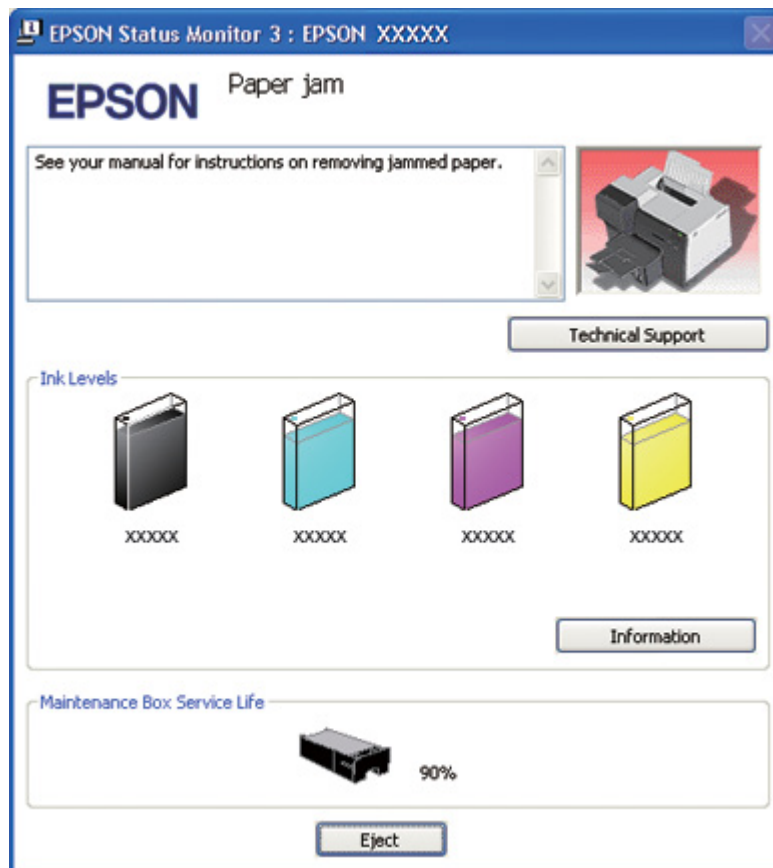 EPSON Status Monitor 3 : EPSON XXXXX
EPSON
Paper jam
See your manual for instructions on removing jammed paper.
Technical Support
Ink Levels
XXXXX XXXXX XXXXX XXXXX
Information
Maintenance Box Service Life
90%
Eject